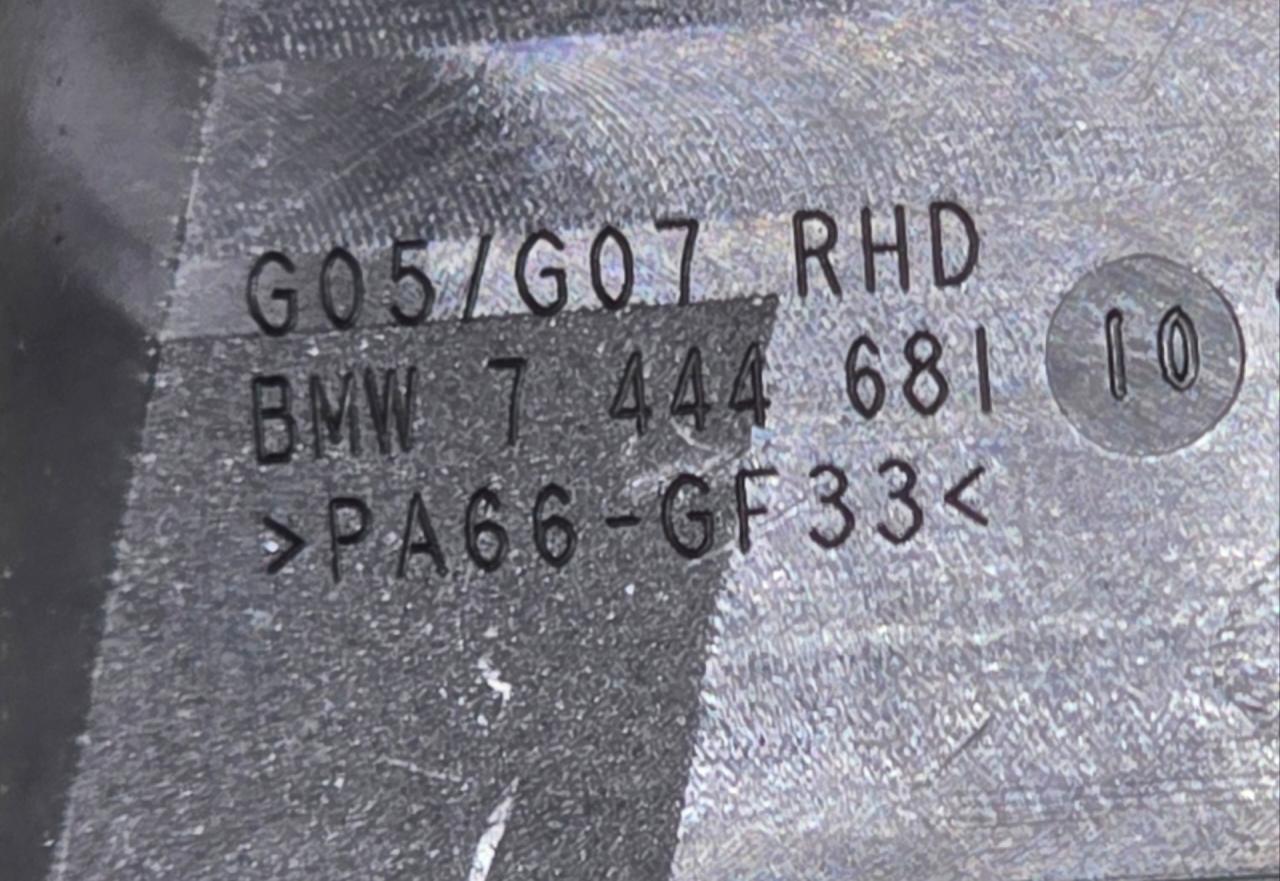 G05/G07 RHD
BMW 7 444 681
10
>PA66-GF33<